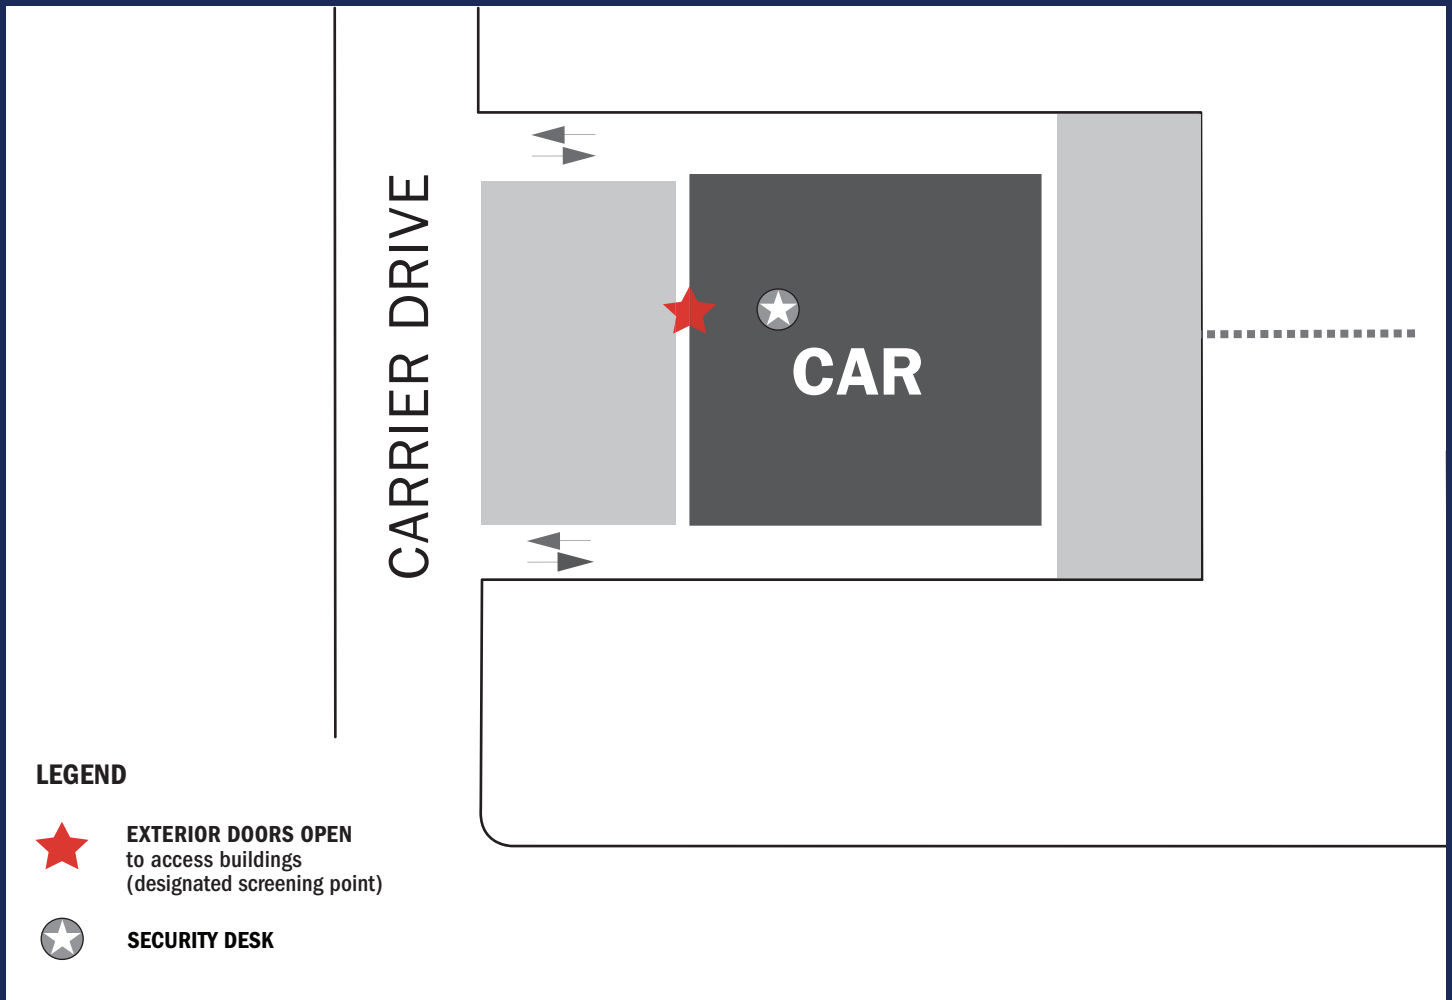 CARRIER DRIVE
CAR
LEGEND
EXTERIOR DOORS OPEN
to access buildings
(designated screening point)
SECURITY DESK